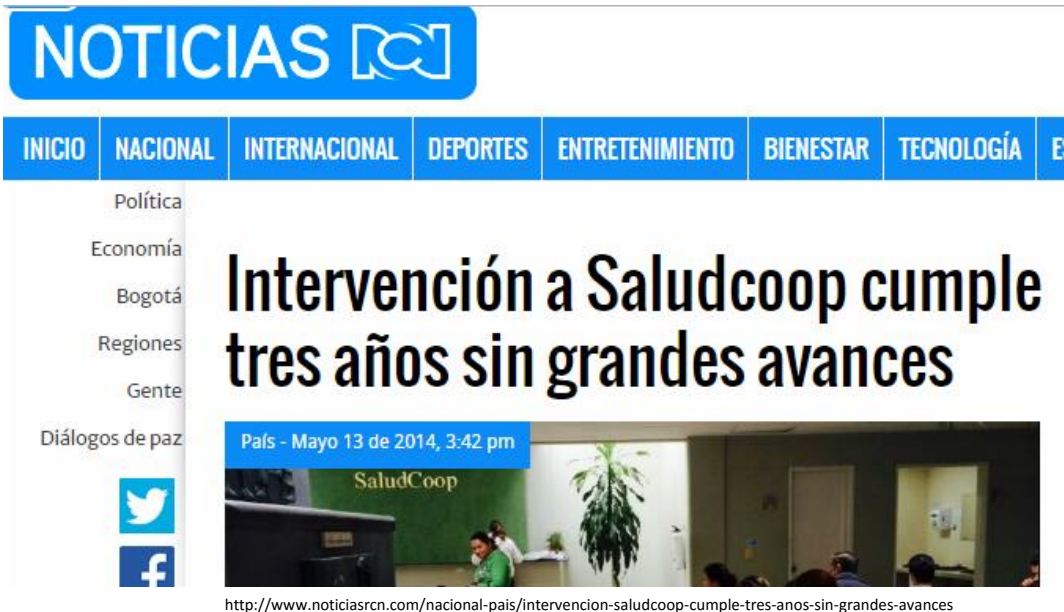 NOTICIAS RCN
INICIO NACIONAL INTERNACIONAL DEPORTES ENTRETENIMIENTO BIENESTAR TECNOLOGÍA
Política
Economía
Bogotá
Regiones
Gente
Diálogos de paz
Intervención a Saludcoop cumple
tres años sin grandes avances
País - Mayo 13 de 2014, 3:42 pm
SaludCoop
http://www.noticiasrcn.com/nacional-pais/intervencion-saludcoop-cumple-tres-anos-sin-grandes-avances